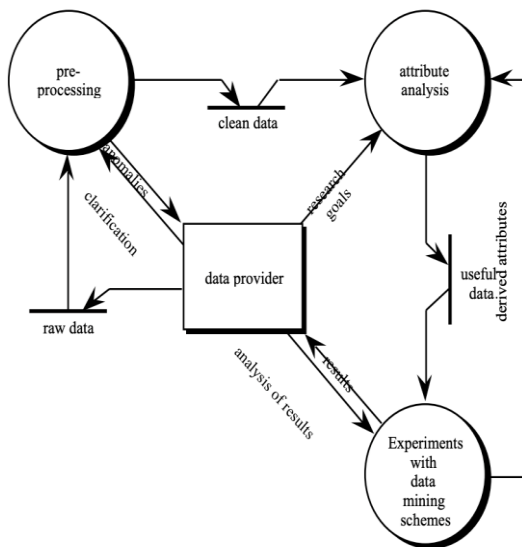 pre-
processing
attribute
analysis
clean data
anomalies
clarification
research
goals
data provider
useful
data
derived attributes
raw data
analysis of results
results
Experiments
with
data
mining
schemes